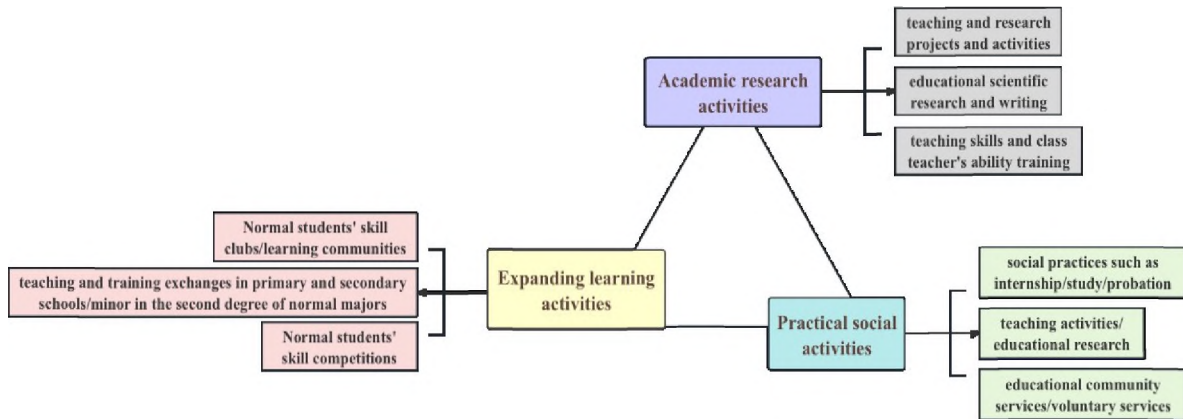 teaching and research
projects and activities
Academic research
activities
educational scientific
research and writing
teaching skills and class
teacher's ability training
Normal students' skill
clubs/learning communities
teaching and training exchanges in primary and secondary
schools/minor in the second degree of normal majors
Normal students'
skill competitions
Expanding learning
activities
Practical social
activities
social practices such as
internship/study/probation
teaching activities/
educational research
educational community
services/voluntary services